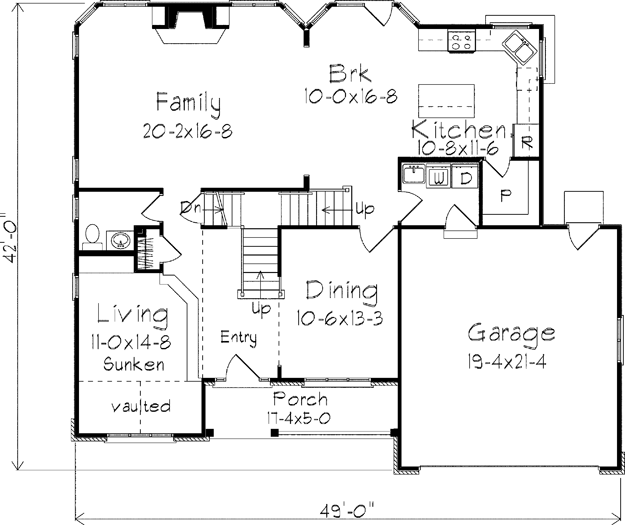 Family
20-2x16-8
Brk
10-0x16-8
Kitchen
10-8x11-6
R
W
D
P
Dn
Up
Up
42'-0"
Living
11-0x14-8
Sunken
vaulted
Entry
Dining
10-6x13-3
Garage
19-4x21-4
Porch
17-4x5-0
49'-0"